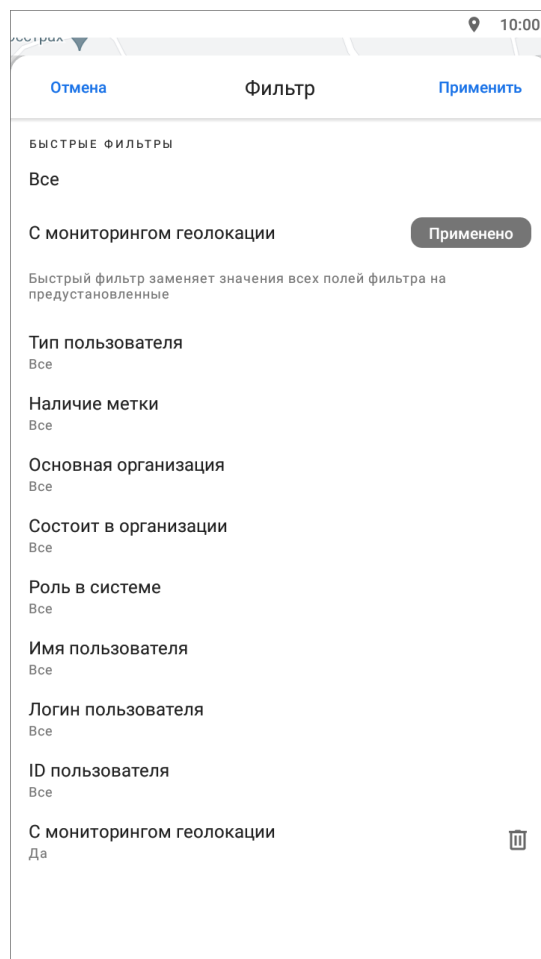 10:00
Отмена
Фильтр
Применить
БЫСТРЫЕ ФИЛЬТРЫ
Все
С мониторингом геолокации
Применено
Быстрый фильтр заменяет значения всех полей фильтра на
предустановленные
Тип пользователя
Все
Наличие метки
Все
Основная организация
Все
Состоит в организации
Все
Роль в системе
Все
Имя пользователя
Все
Логин пользователя
Все
ID пользователя
Все
С мониторингом геолокации
Да